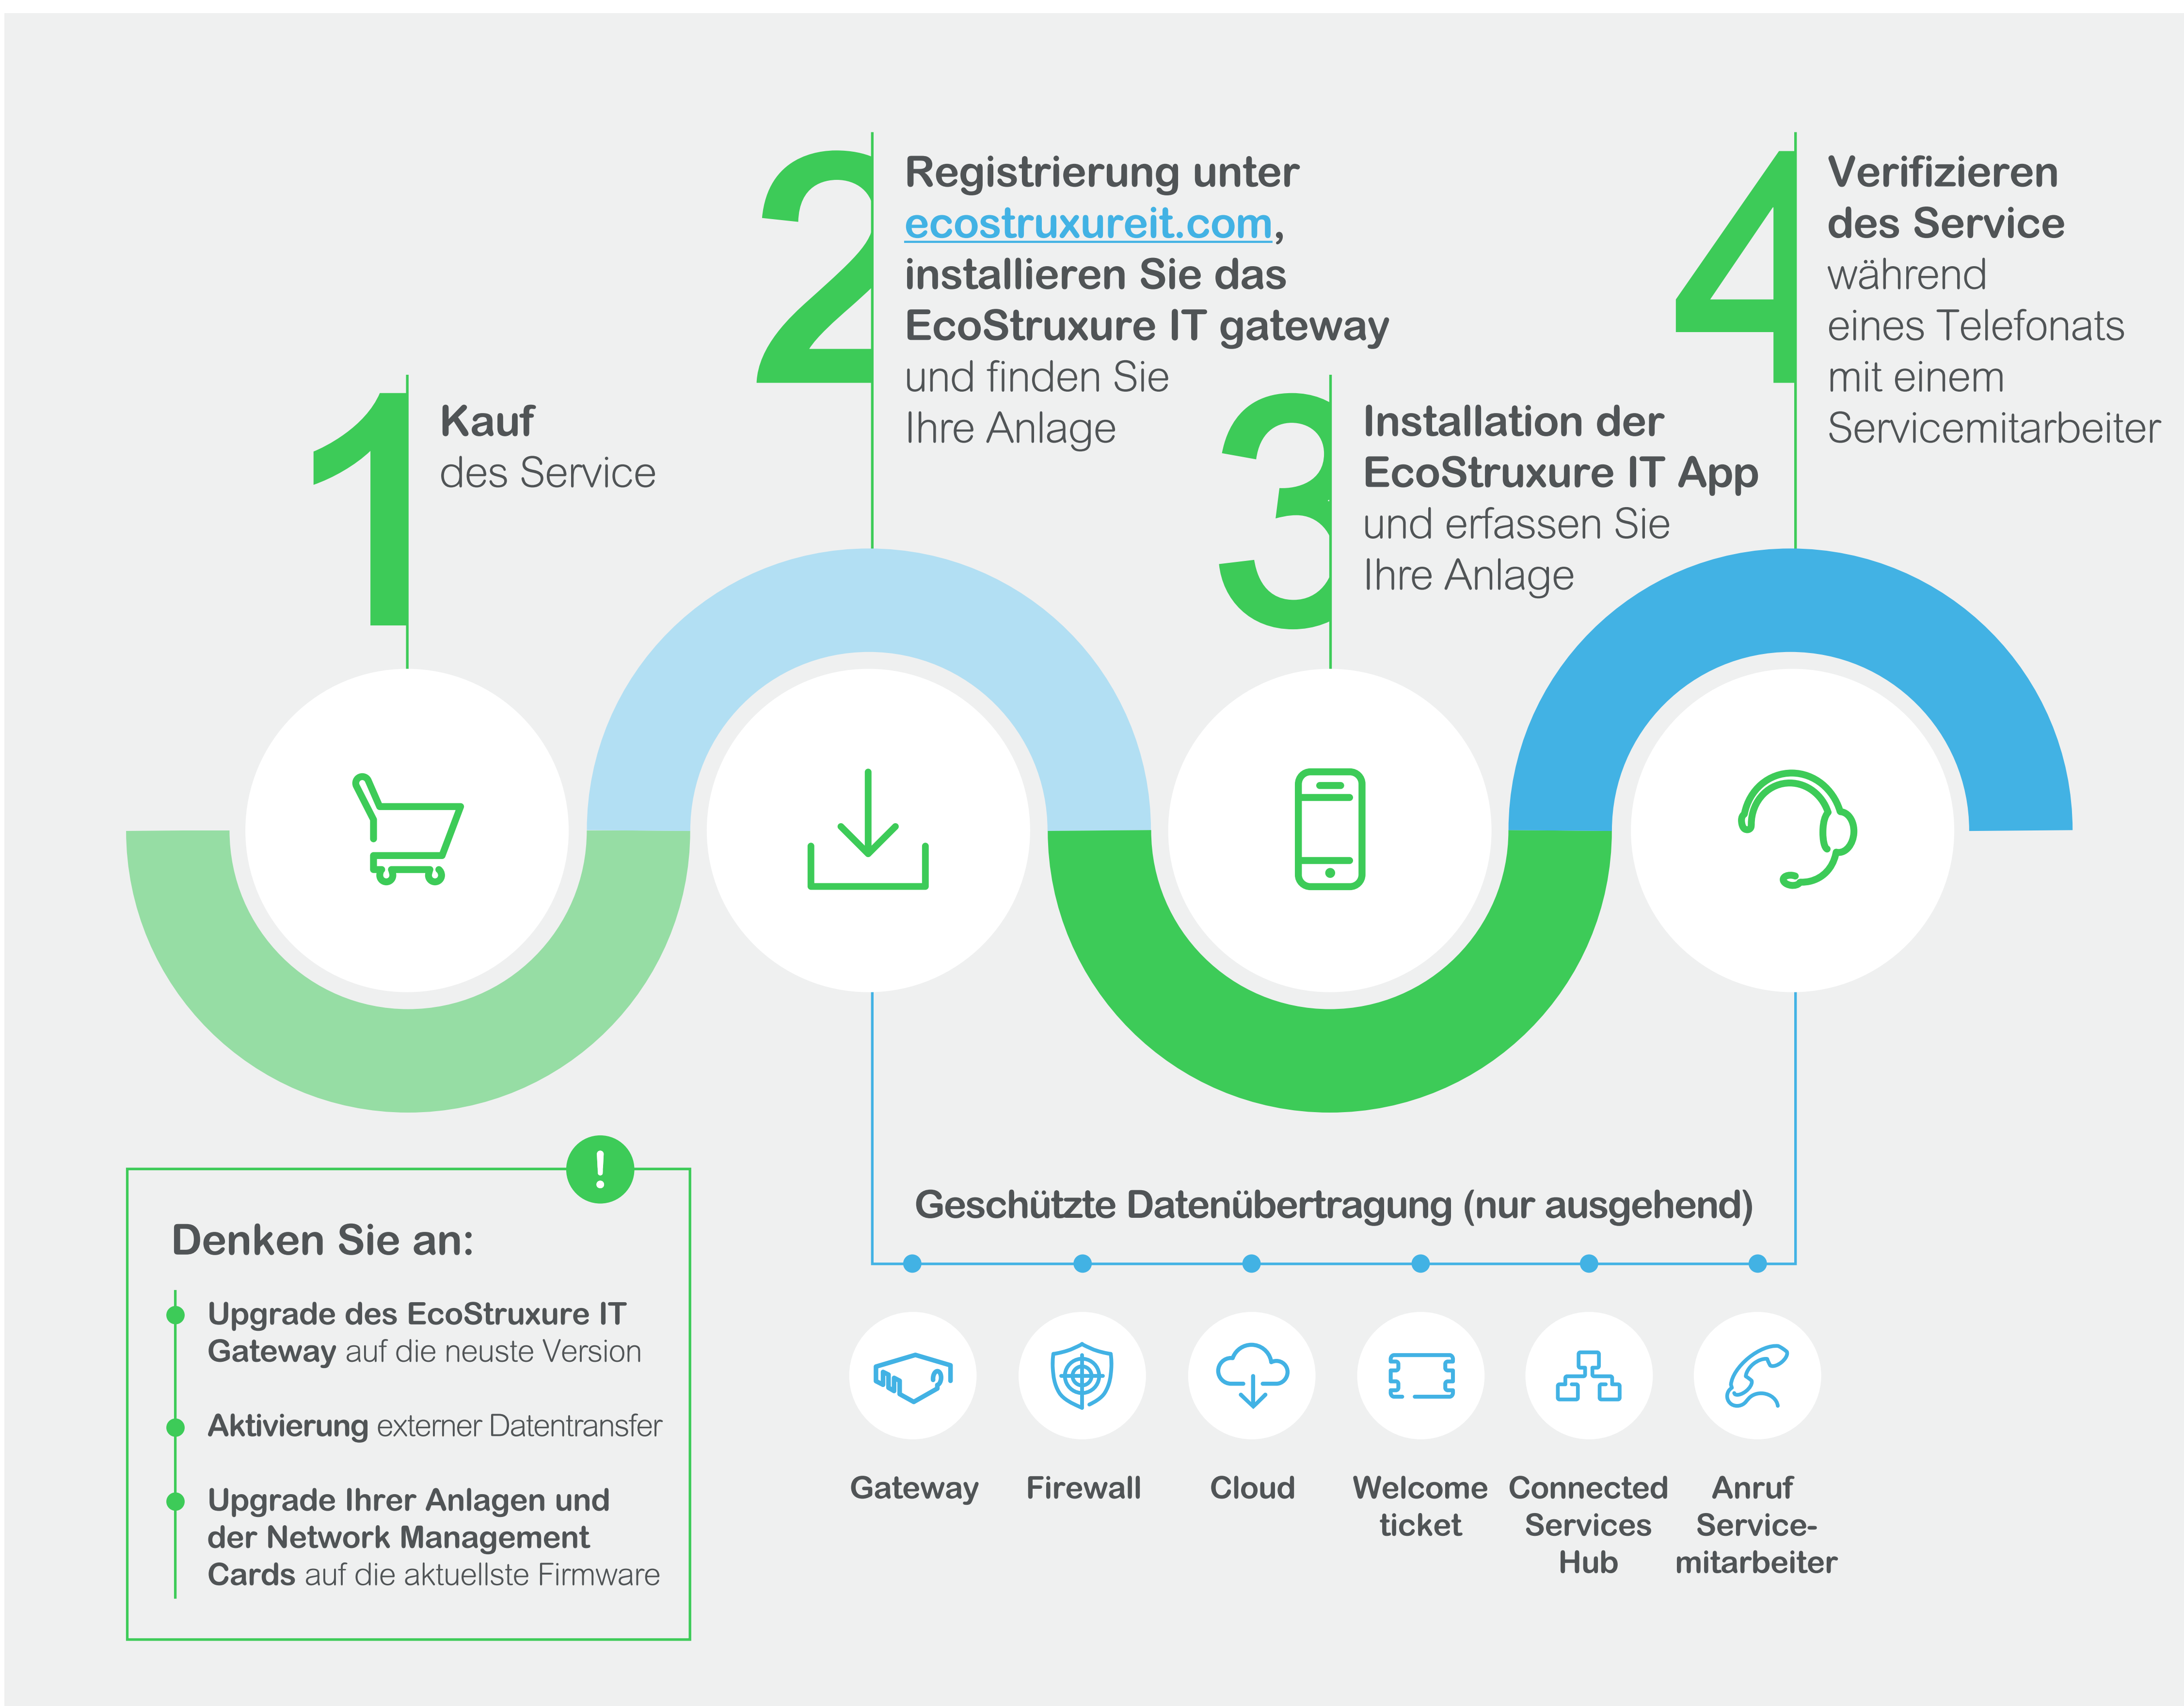 1
Kauf
des Service
2
Registrierung unter
ecostruxureit.com,
installieren Sie das
EcoStruxure IT gateway
und finden Sie
Ihre Anlage
3
Installation der
EcoStruxure IT App
und erfassen Sie
Ihre Anlage
4
Verifizieren
des Service
während
eines Telefonats
mit einem
Servicemitarbeiter
!
Denken Sie an:
Upgrade des EcoStruxure IT
Gateway auf die neuste Version
Aktivierung externer Datentransfer
Upgrade Ihrer Anlagen und
der Network Management
Cards auf die aktuellste Firmware
Geschützte Datenübertragung (nur ausgehend)
Gateway
Firewall
Cloud
Welcome
ticket
Connected
Services
Hub
Anruf
Service-
mitarbeiter